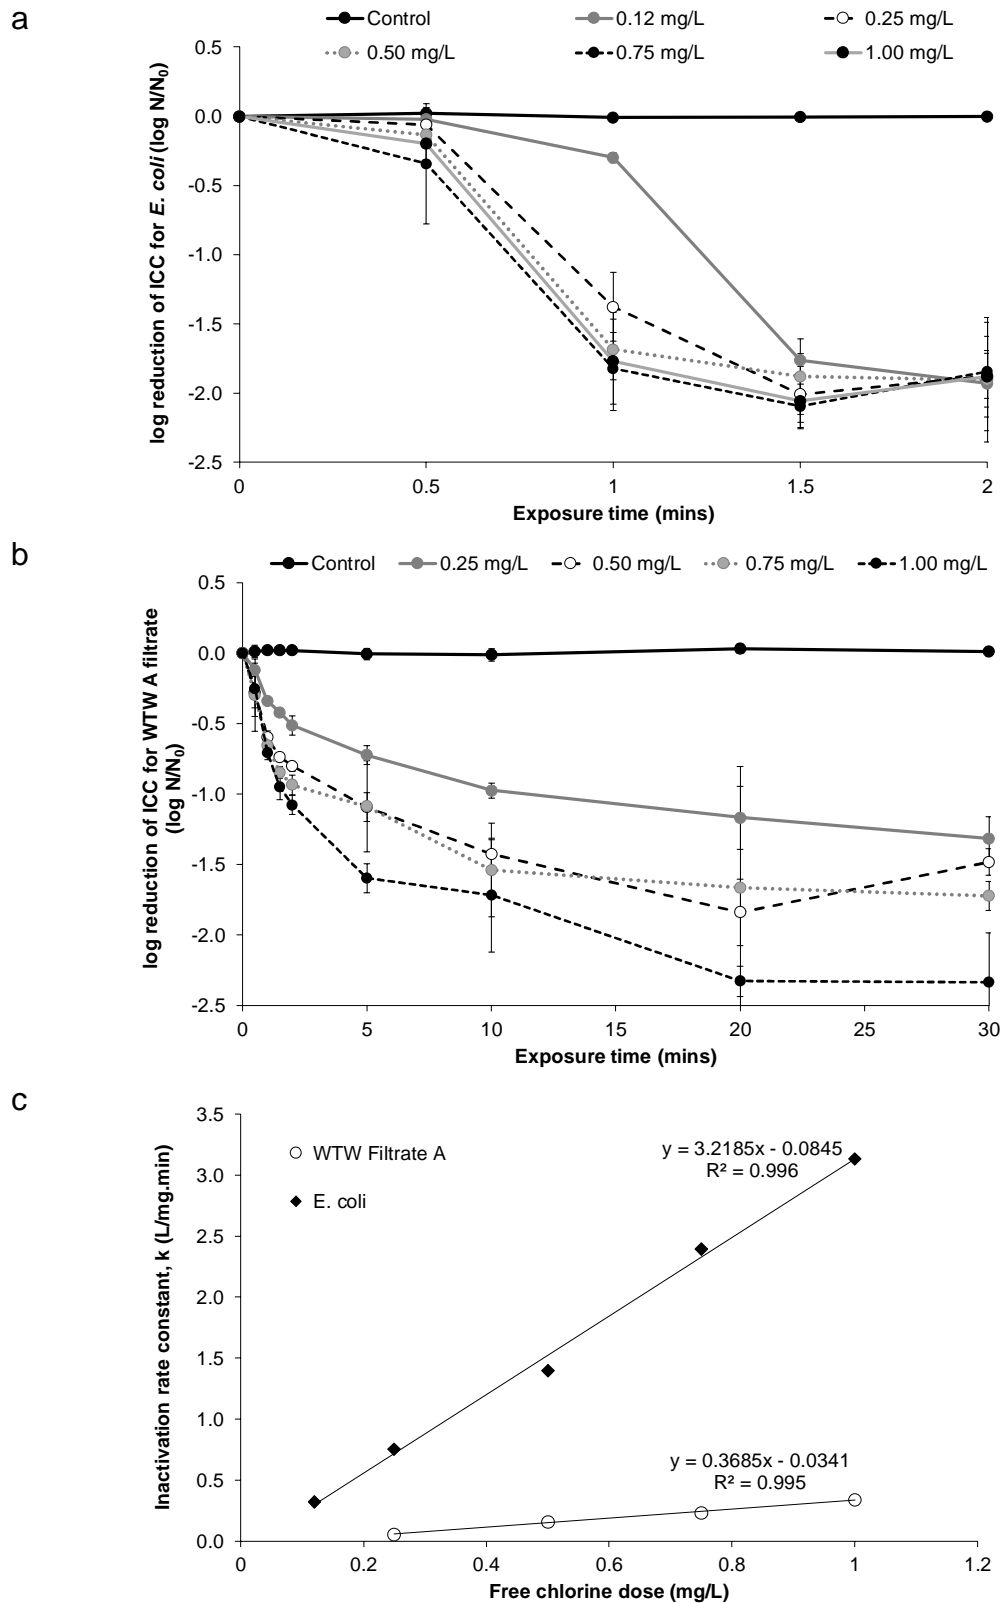 a
Control
0.12 mg/L
0.25 mg/L
0.50 mg/L
0.75 mg/L
1.00 mg/L
log reduction of ICC for E. coli (log N/N₀)
0.5
0.0
-0.5
-1.0
-1.5
-2.0
-2.5
0 0.5 1 1.5 2
Exposure time (mins)
b
Control 0.25 mg/L 0.50 mg/L 0.75 mg/L 1.00 mg/L
log reduction of ICC for WTW A filtrate
(log N/N₀)
0.5
0.0
-0.5
-1.0
-1.5
-2.0
-2.5
0 5 10 15 20 25 30
Exposure time (mins)
c
Inactivation rate constant, k (L/mg.min)
3.5
3.0
2.5
2.0
1.5
1.0
0.5
0.0
WTW Filtrate A
E. coli
y = 3.2185x - 0.0845
R² = 0.996
y = 0.3685x - 0.0341
R² = 0.995
0 0.2 0.4 0.6 0.8 1 1.2
Free chlorine dose (mg/L)